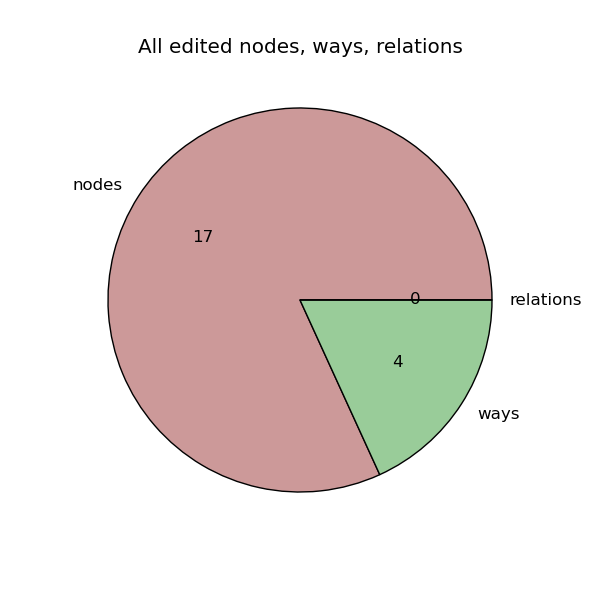 All edited nodes, ways, relations
nodes
17
0
relations
4
ways